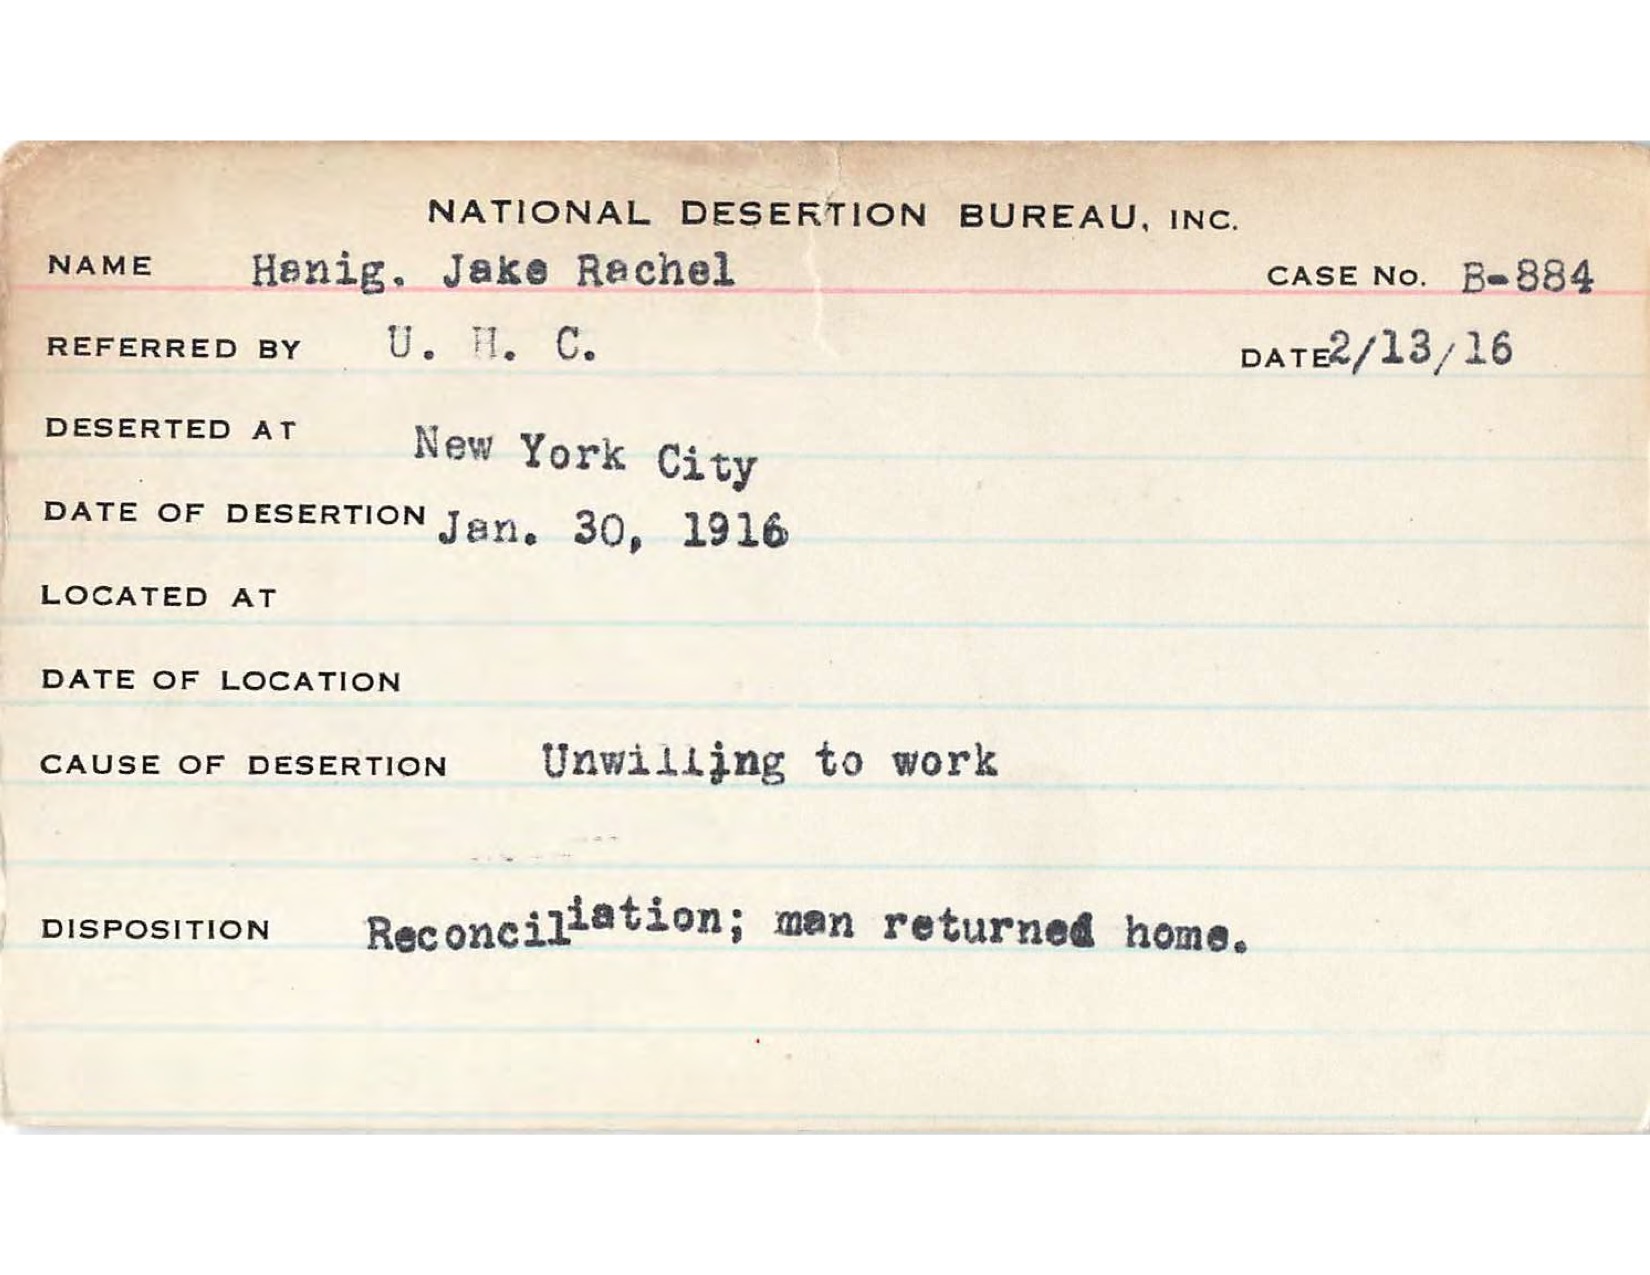 NATIONAL DESERTION BUREAU, INC.
NAME Hanig. Jake Rachel CASE No. B-884
REFERRED BY U. H. C. DATE 2/13/16
DESERTED AT New York City
DATE OF DESERTION Jan. 30, 1916
LOCATED AT
DATE OF LOCATION
CAUSE OF DESERTION Unwilling to work
DISPOSITION Reconciliation; man returned home.